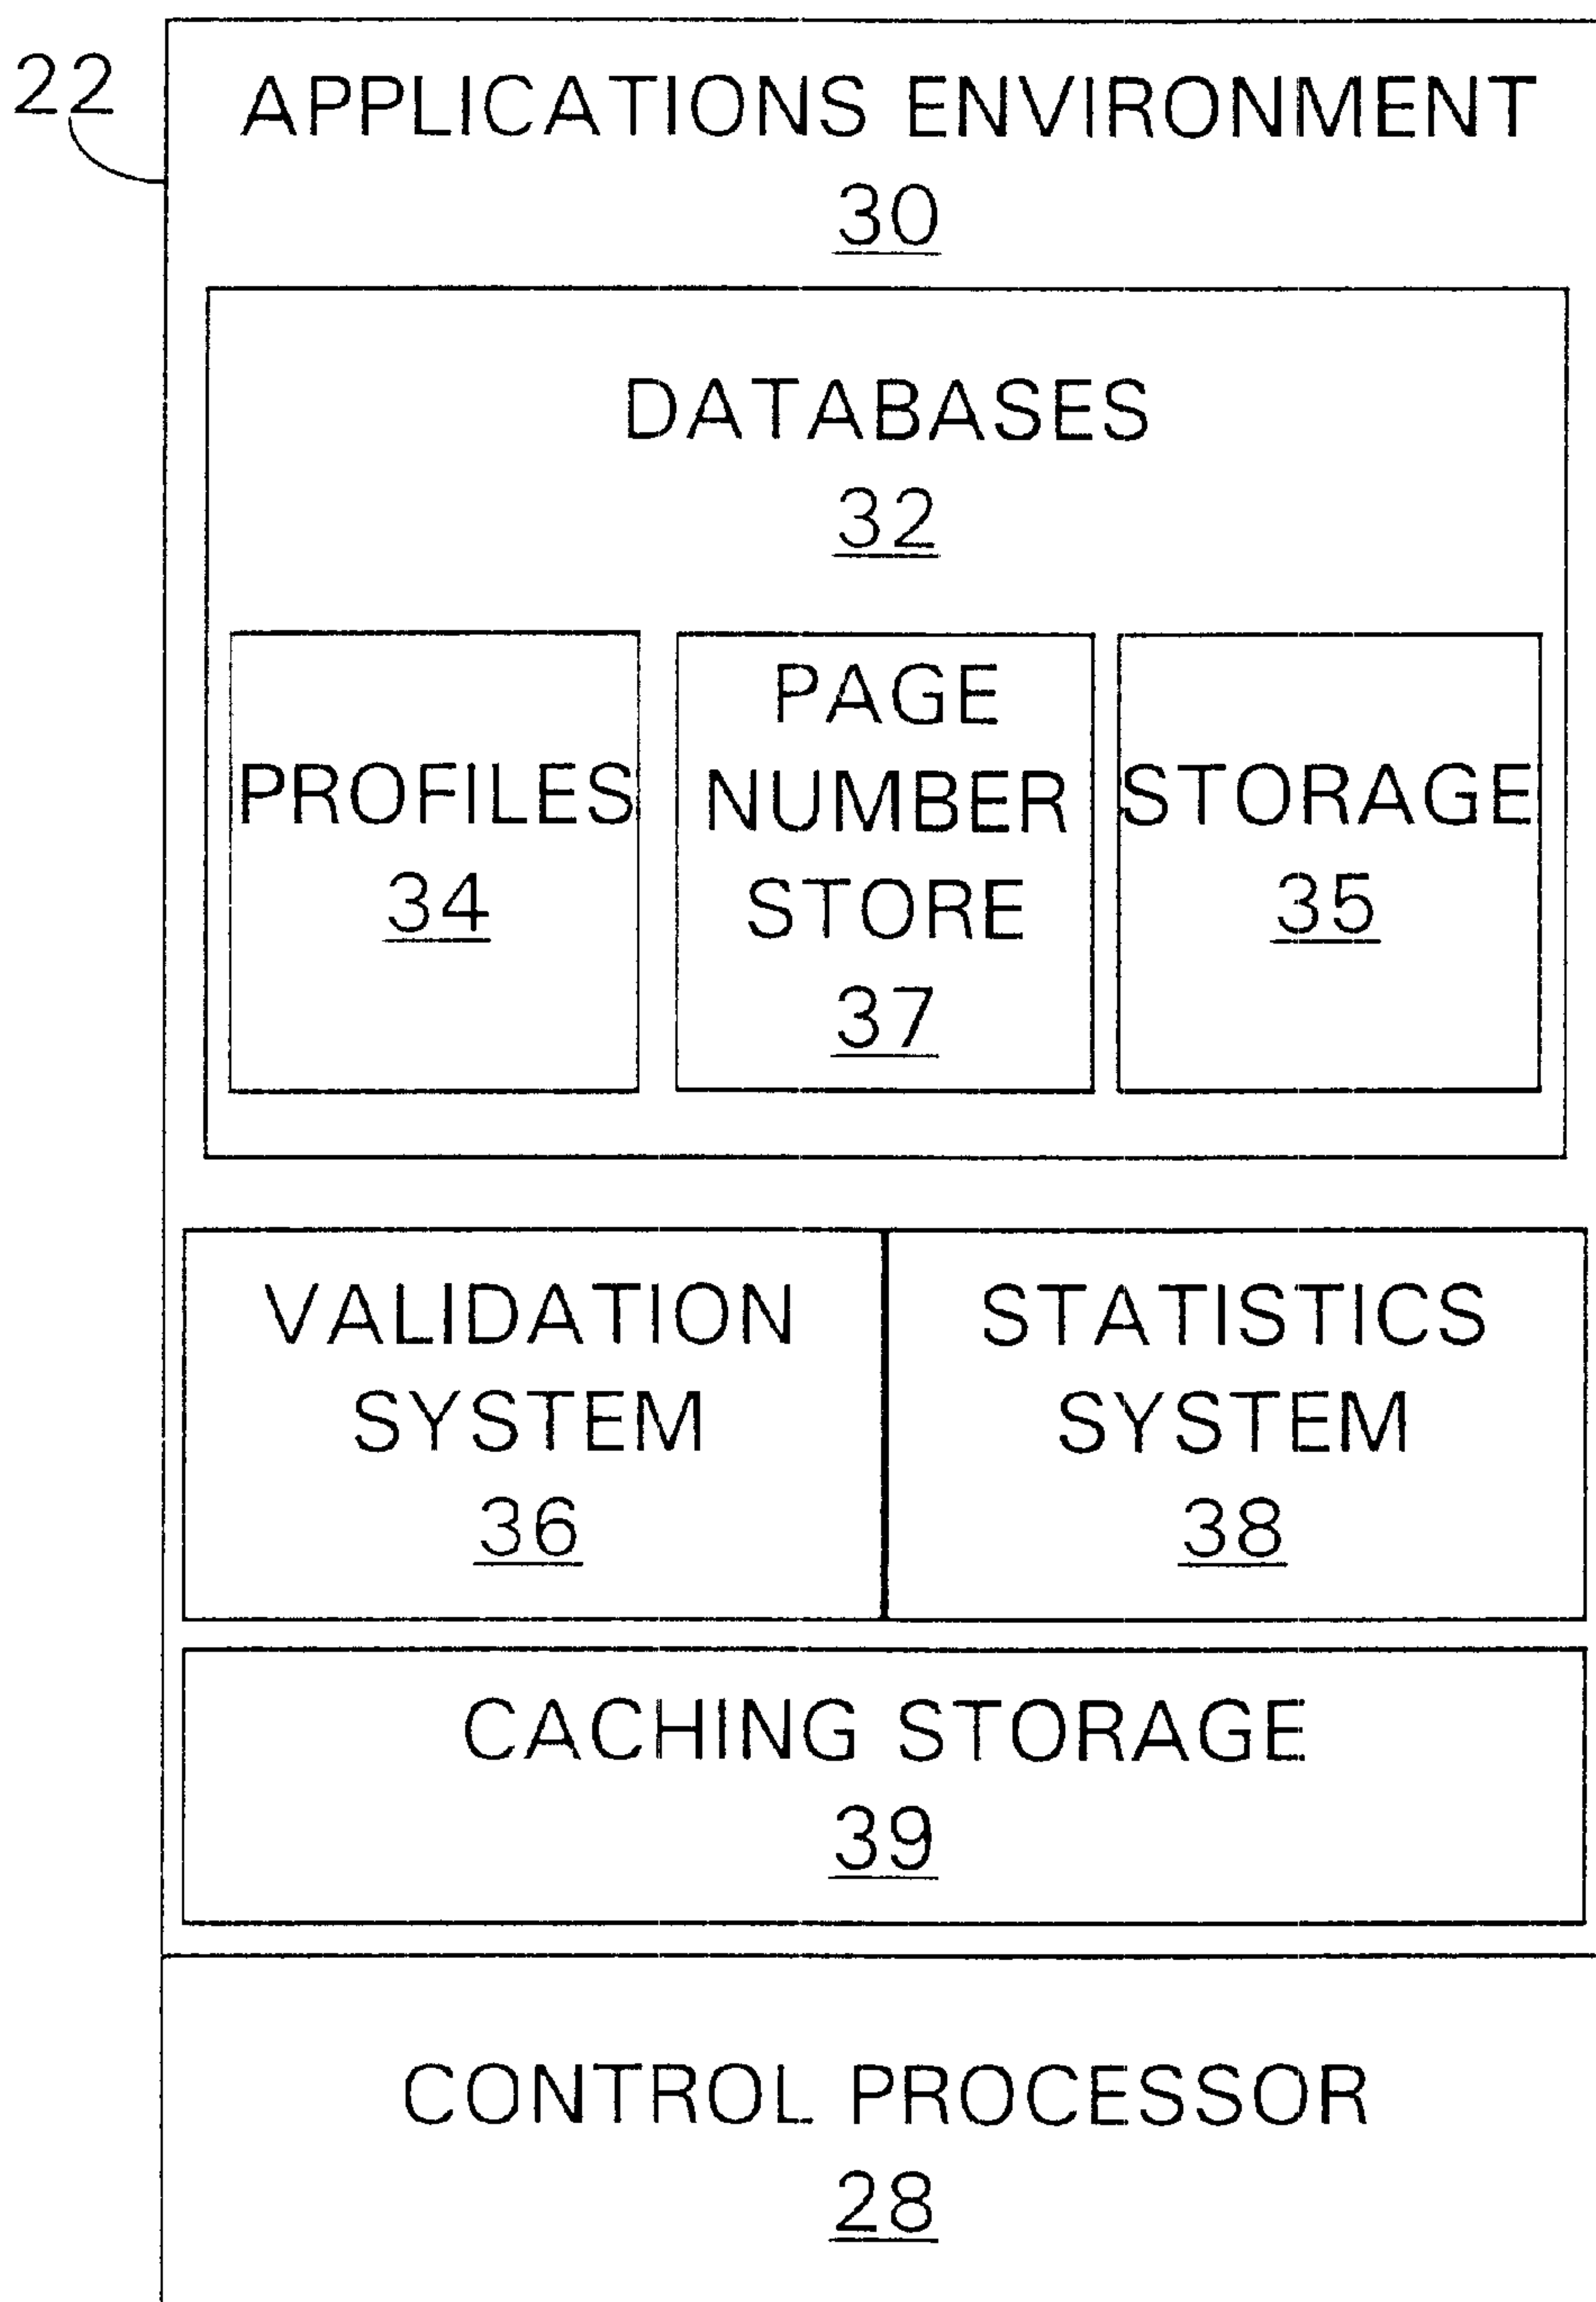 22
APPLICATIONS ENVIRONMENT
30
DATABASES
32
PROFILES
34
PAGE
NUMBER
STORE
37
STORAGE
35
VALIDATION
SYSTEM
36
STATISTICS
SYSTEM
38
CACHING STORAGE
39
CONTROL PROCESSOR
28